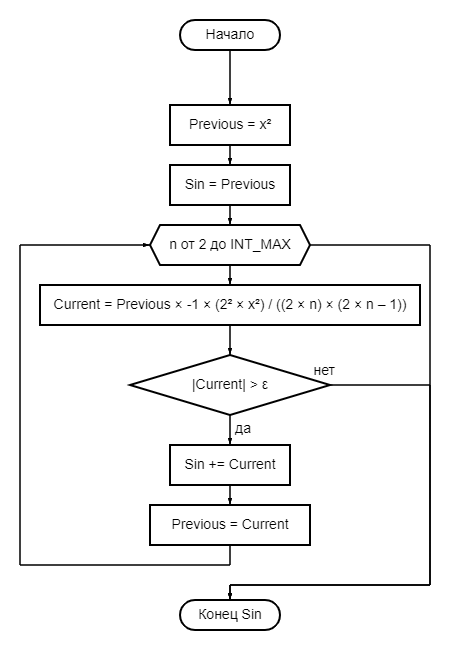 Начало
Previous = x²
Sin = Previous
n от 2 до INT_MAX
Current = Previous × -1 × (2² × x²) / ((2 × n) × (2 × n – 1))
|Current| > ε
нет
да
Sin += Current
Previous = Current
Конец Sin